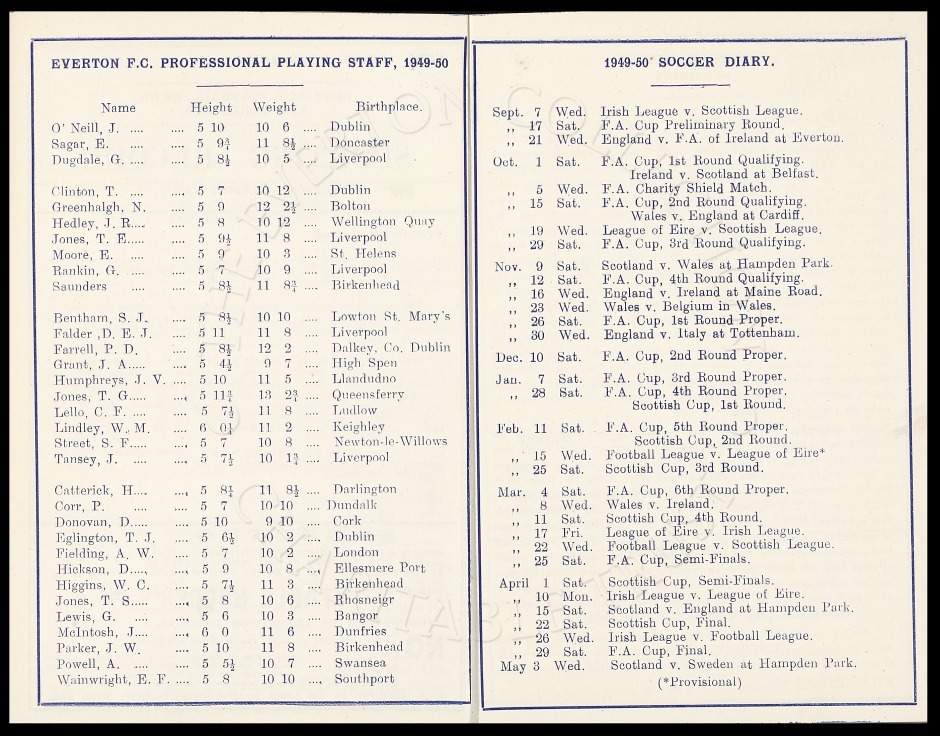 EVERTON F.C. PROFESSIONAL PLAYING STAFF, 1949-50
Name Height Weight Birthplace.
O' Neill, J. .... .... 5 10 10 6 .... Dublin
Sagar, E. .... .... 5 9¾ 11 8½ .... Doncaster
Dugdale, G. .... .... 5 8½ 10 5 .... Liverpool
Clinton, T. .... .... 5 7 10 12 .... Dublin
Greenhalgh, N. .... 5 9 12 2½ .... Bolton
Hedley, J. R.... .... 5 8 10 12 .... Wellington Quay
Jones, T. E..... .... 5 9½ 11 8 .... Liverpool
Moore, E. .... .... 5 9 10 3 .... St. Helens
Rankin, G. .... .... 5 7 10 9 .... Liverpool
Saunders .... .... 5 8½ 11 8¾ .... Birkenhead
Bentham, S. J. .... 5 8½ 10 10 .... Lowton St. Mary's
Falder ,D. E. J. .... 5 11 11 8 .... Liverpool
Farrell, P. D. .... 5 8½ 12 2 .... Dalkey, Co. Dublin
Grant, J. A..... .... 5 4½ 9 7 .... High Spen
Humphreys, J. V. .... 5 10 11 5 .... Llandudno
Jones, T. G..... .... 5 11¾ 13 2¾ .... Queensferry
Lello, C. F. .... .... 5 7½ 11 8 .... Ludlow
Lindley, W. M. .... 6 0¼ 11 2 .... Keighley
Street, S. F..... .... 5 7 10 8 .... Newton-le-Willows
Tansey, J. .... .... 5 7½ 10 1¾ .... Liverpool
Catterick, H.... .... 5 8¼ 11 8½ .... Darlington
Corr, P. .... .... 5 7 10 10 .... Dundalk
Donovan, D..... .... 5 10 9 10 .... Cork
Eglington, T. J. .... 5 6½ 10 2 .... Dublin
Fielding, A. W. .... 5 7 10 2 .... London
Hickson, D.... .... 5 9 10 8 .... Ellesmere Port
Higgins, W. C. .... 5 7½ 11 3 .... Birkenhead
Jones, T. S..... .... 5 8 10 6 .... Rhosneigr
Lewis, G. .... .... 5 6 10 3 .... Bangor
McIntosh, J.... .... 6 0 11 6 .... Dunfries
Parker, J. W. .... 5 10 11 8 .... Birkenhead
Powell, A. .... .... 5 5½ 10 7 .... Swansea
Wainwright, E. F. .... 5 8 10 10 .... Southport
1949-50 SOCCER DIARY.
Sept. 7 Wed. Irish League v. Scottish League.
,, 17 Sat. F.A. Cup Preliminary Round.
,, 21 Wed. England v. F.A. of Ireland at Everton.
Oct. 1 Sat. F.A. Cup, 1st Round Qualifying.
Ireland v. Scotland at Belfast.
,, 5 Wed. F.A. Charity Shield Match.
,, 15 Sat. F.A. Cup, 2nd Round Qualifying.
Wales v. England at Cardiff.
,, 19 Wed. League of Eire v. Scottish League.
,, 29 Sat. F.A. Cup, 3rd Round Qualifying.
Nov. 9 Sat. Scotland v. Wales at Hampden Park.
,, 12 Sat. F.A. Cup, 4th Round Qualifying.
,, 16 Wed. England v. Ireland at Maine Road.
,, 23 Wed. Wales v. Belgium in Wales.
,, 26 Sat. F.A. Cup, 1st Round Proper.
,, 30 Wed. England v. Italy at Tottenham.
Dec. 10 Sat. F.A. Cup, 2nd Round Proper.
Jan. 7 Sat. F.A. Cup, 3rd Round Proper.
,, 28 Sat. F.A. Cup, 4th Round Proper.
Scottish Cup, 1st Round.
Feb. 11 Sat. F.A. Cup, 5th Round Proper.
Scottish Cup, 2nd Round.
,, 15 Wed. Football League v. League of Eire*
,, 25 Sat. Scottish Cup, 3rd Round.
Mar. 4 Sat. F.A. Cup, 6th Round Proper.
,, 8 Wed. Wales v. Ireland.
,, 11 Sat. Scottish Cup, 4th Round.
,, 17 Fri. League of Eire v. Irish League.
,, 22 Wed. Football League v. Scottish League.
,, 25 Sat. F.A. Cup, Semi-Finals.
April 1 Sat. Scottish Cup, Semi-Finals.
,, 10 Mon. Irish League v. League of Eire.
,, 15 Sat. Scotland v. England at Hampden Park.
,, 22 Sat. Scottish Cup, Final.
,, 26 Wed. Irish League v. Football League.
,, 29 Sat. F.A. Cup, Final.
May 3 Wed. Scotland v. Sweden at Hampden Park.
(*Provisional)